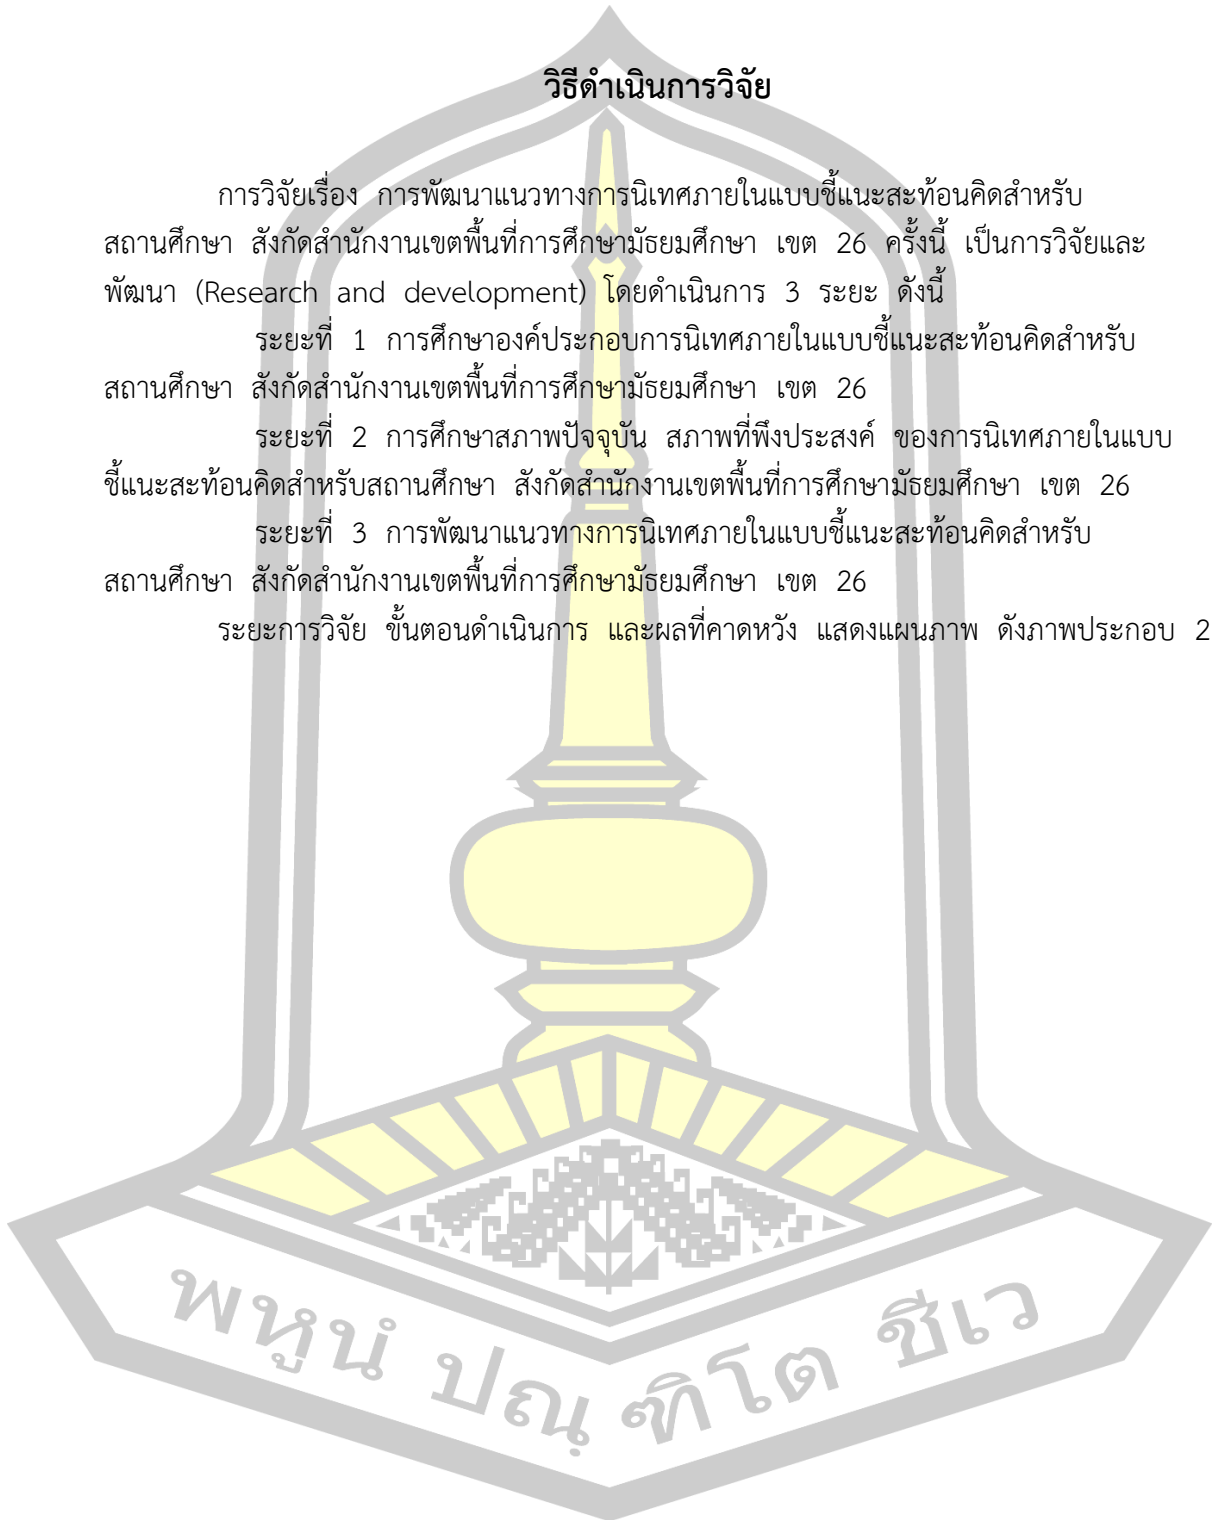 วิธีดำเนินการวิจัย
การวิจัยเรื่อง การพัฒนาแนวทางการนิเทศภายในแบบชี้แนะสะท้อนคิดสำหรับ
สถานศึกษา สังกัดสำนักงานเขตพื้นที่การศึกษามัธยมศึกษา เขต 26 ครั้งนี้ เป็นการวิจัยและ
พัฒนา (Research and development) โดยดำเนินการ 3 ระยะ ดังนี้
ระยะที่ 1 การศึกษาองค์ประกอบการนิเทศภายในแบบชี้แนะสะท้อนคิดสำหรับ
สถานศึกษา สังกัดสำนักงานเขตพื้นที่การศึกษามัธยมศึกษา เขต 26
ระยะที่ 2 การศึกษาสภาพปัจจุบัน สภาพที่พึงประสงค์ ของการนิเทศภายในแบบ
ชี้แนะสะท้อนคิดสำหรับสถานศึกษา สังกัดสำนักงานเขตพื้นที่การศึกษามัธยมศึกษา เขต 26
ระยะที่ 3 การพัฒนาแนวทางการนิเทศภายในแบบชี้แนะสะท้อนคิดสำหรับ
สถานศึกษา สังกัดสำนักงานเขตพื้นที่การศึกษามัธยมศึกษา เขต 26
ระยะการวิจัย ขั้นตอนดำเนินการ และผลที่คาดหวัง แสดงแผนภาพ ดังภาพประกอบ 2
พหูนํ ปณฺฑิโต ชีเว